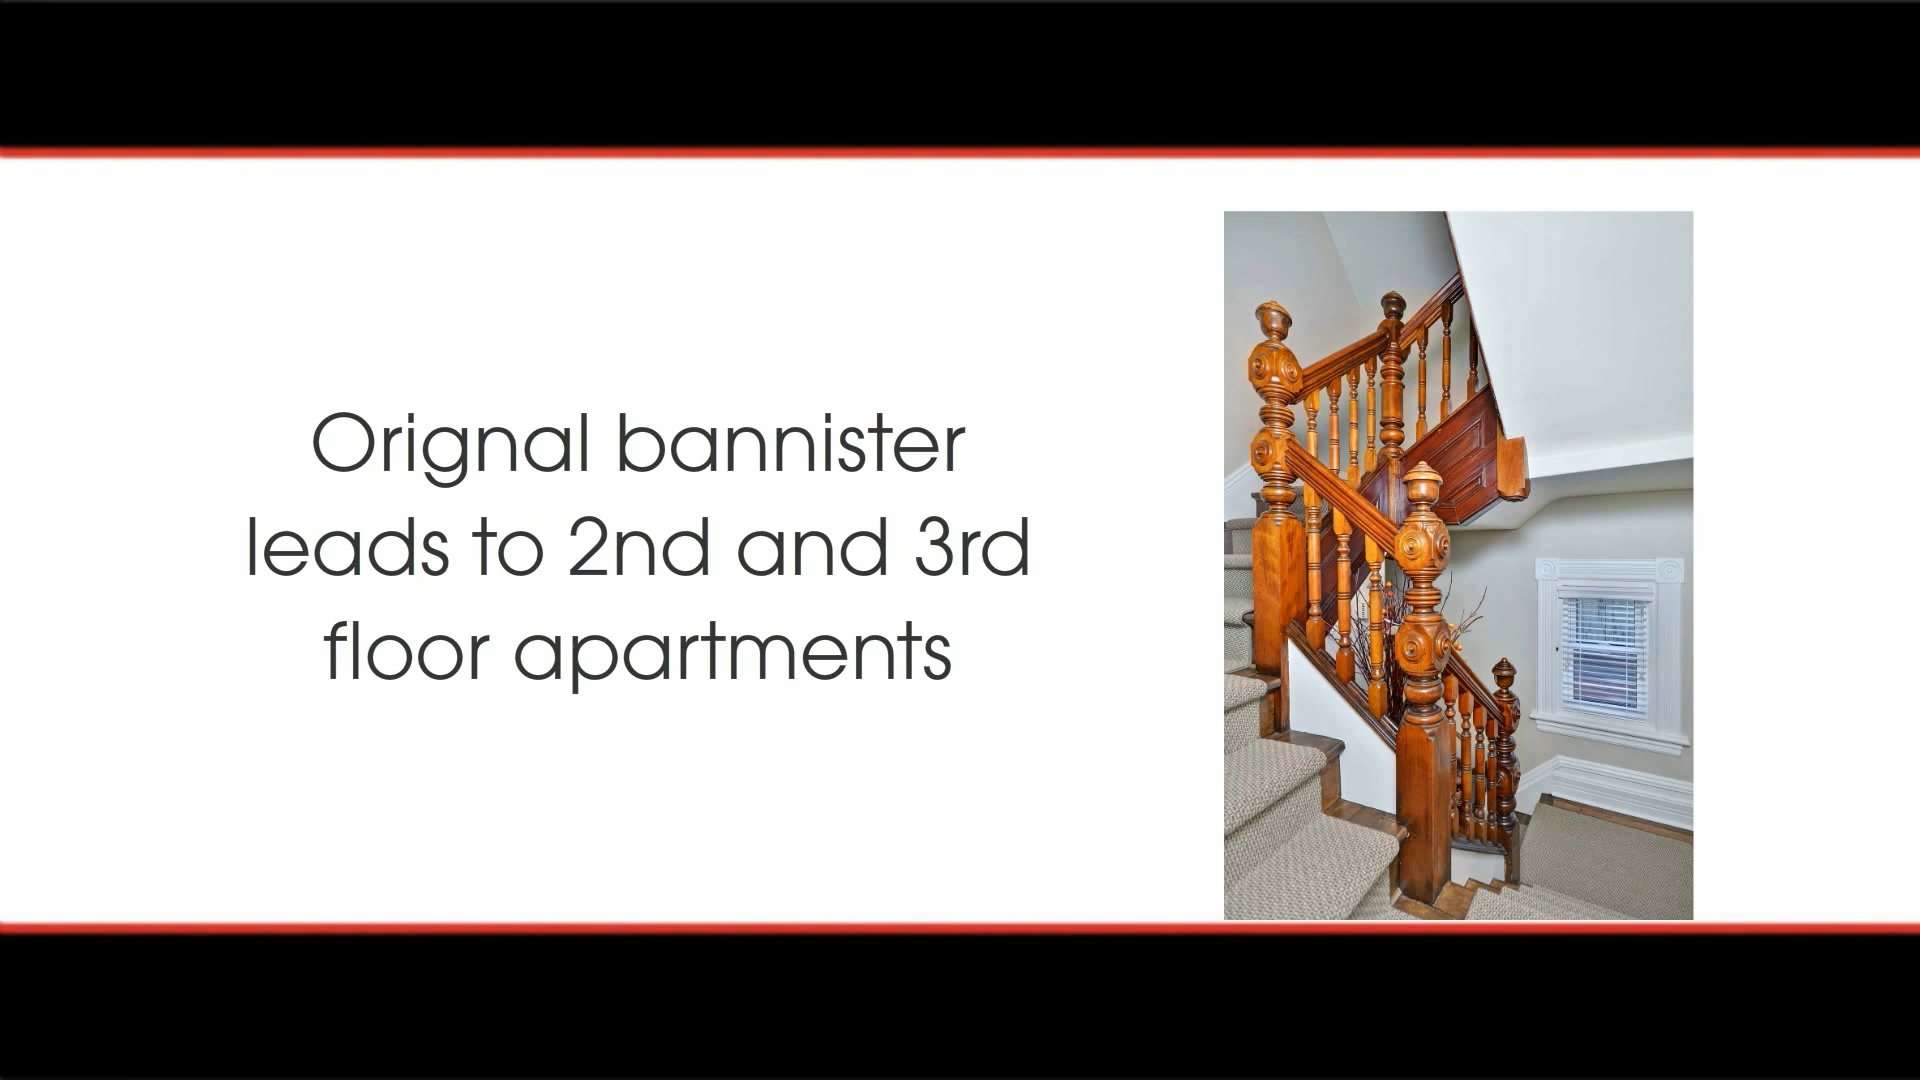 Orignal bannister
leads to 2nd and 3rd
floor apartments